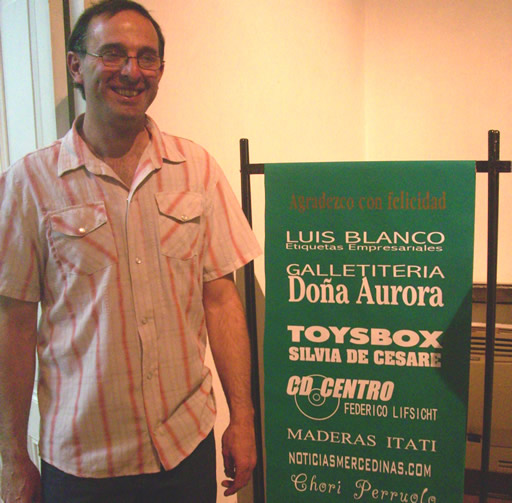 Agradezco con felicidad
LUIS BLANCO
Etiquetas Empresariales
GALLETITERIA
Doña Aurora
TOYSBOX
SILVIA DE CESARE
CD CENTRO
FEDERICO LIFSICHT
MADERAS ITATI
NOTICIASMERCEDINAS.COM
Chori Perruolo